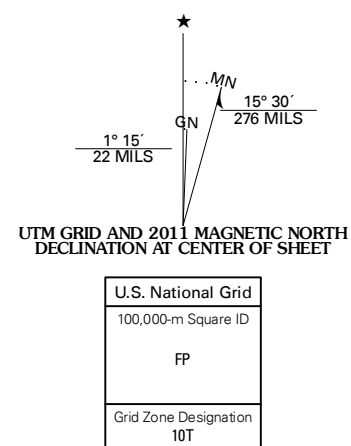 ★
MN
15° 30´
276 MILS
GN
1° 15´
22 MILS
UTM GRID AND 2011 MAGNETIC NORTH
DECLINATION AT CENTER OF SHEET
U.S. National Grid
100,000-m Square ID
FP
Grid Zone Designation
10T